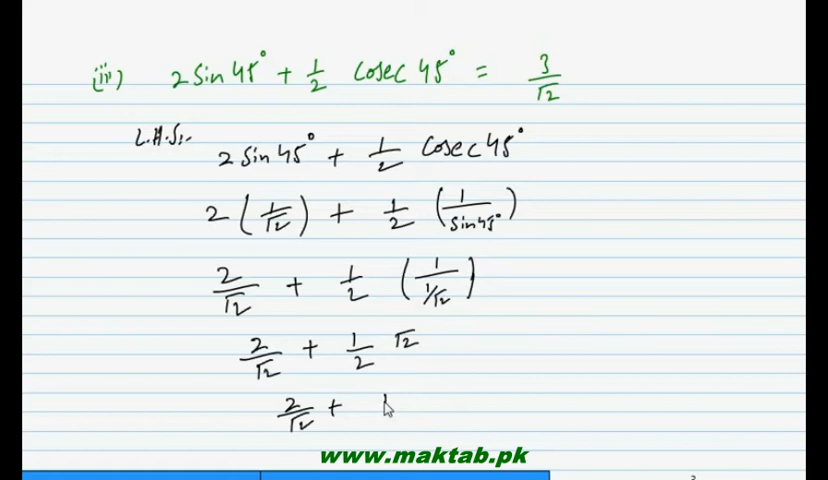 (iii) 2 Sin 45° + 1/2 Cosec 45° = 3/√2
L.H.S:- 2 Sin 45° + 1/2 Cosec 45°
2 (1/√2) + 1/2 (1/Sin 45°)
2/√2 + 1/2 (1/(1/√2))
2/√2 + 1/2 √2
2/√2 +
www.maktab.pk